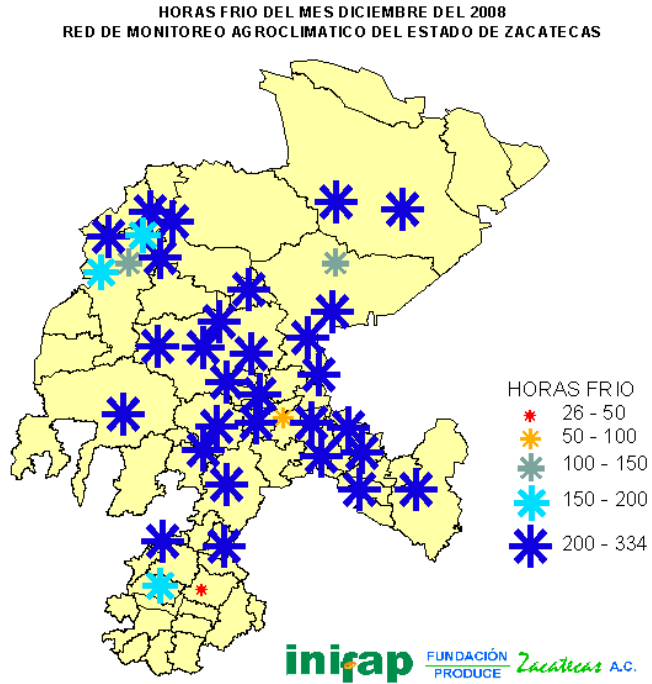 HORAS FRIO DEL MES DICIEMBRE DEL 2008
RED DE MONITOREO AGROCLIMATICO DEL ESTADO DE ZACATECAS
HORAS FRIO
26 - 50
50 - 100
100 - 150
150 - 200
200 - 334
inifap
FUNDACIÓN
PRODUCE
Zacatecas A.C.